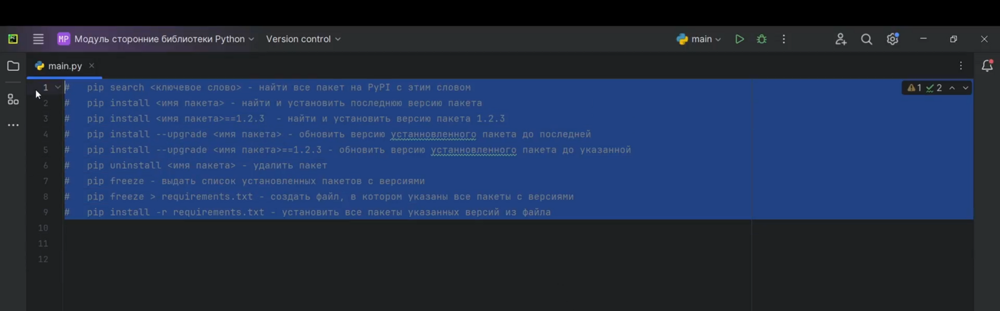 PC MP Модуль сторонние библиотеки Python Version control main
main.py
1 # pip search <ключевое слово> - найти все пакет на PyPI с этим словом 1 2
2 # pip install <имя пакета> - найти и установить последнюю версию пакета
3 # pip install <имя пакета>==1.2.3 - найти и установить версию пакета 1.2.3
4 # pip install --upgrade <имя пакета> - обновить версию устанновленного пакета до последней
5 # pip install --upgrade <имя пакета>==1.2.3 - обновить версию устанновленного пакета до указанной
6 # pip uninstall <имя пакета> - удалить пакет
7 # pip freeze - выдать список установленных пакетов с версиями
8 # pip freeze > requirements.txt - создать файл, в котором указаны все пакеты с версиями
9 # pip install -r requirements.txt - установить все пакеты указанных версий из файла
10
11
12